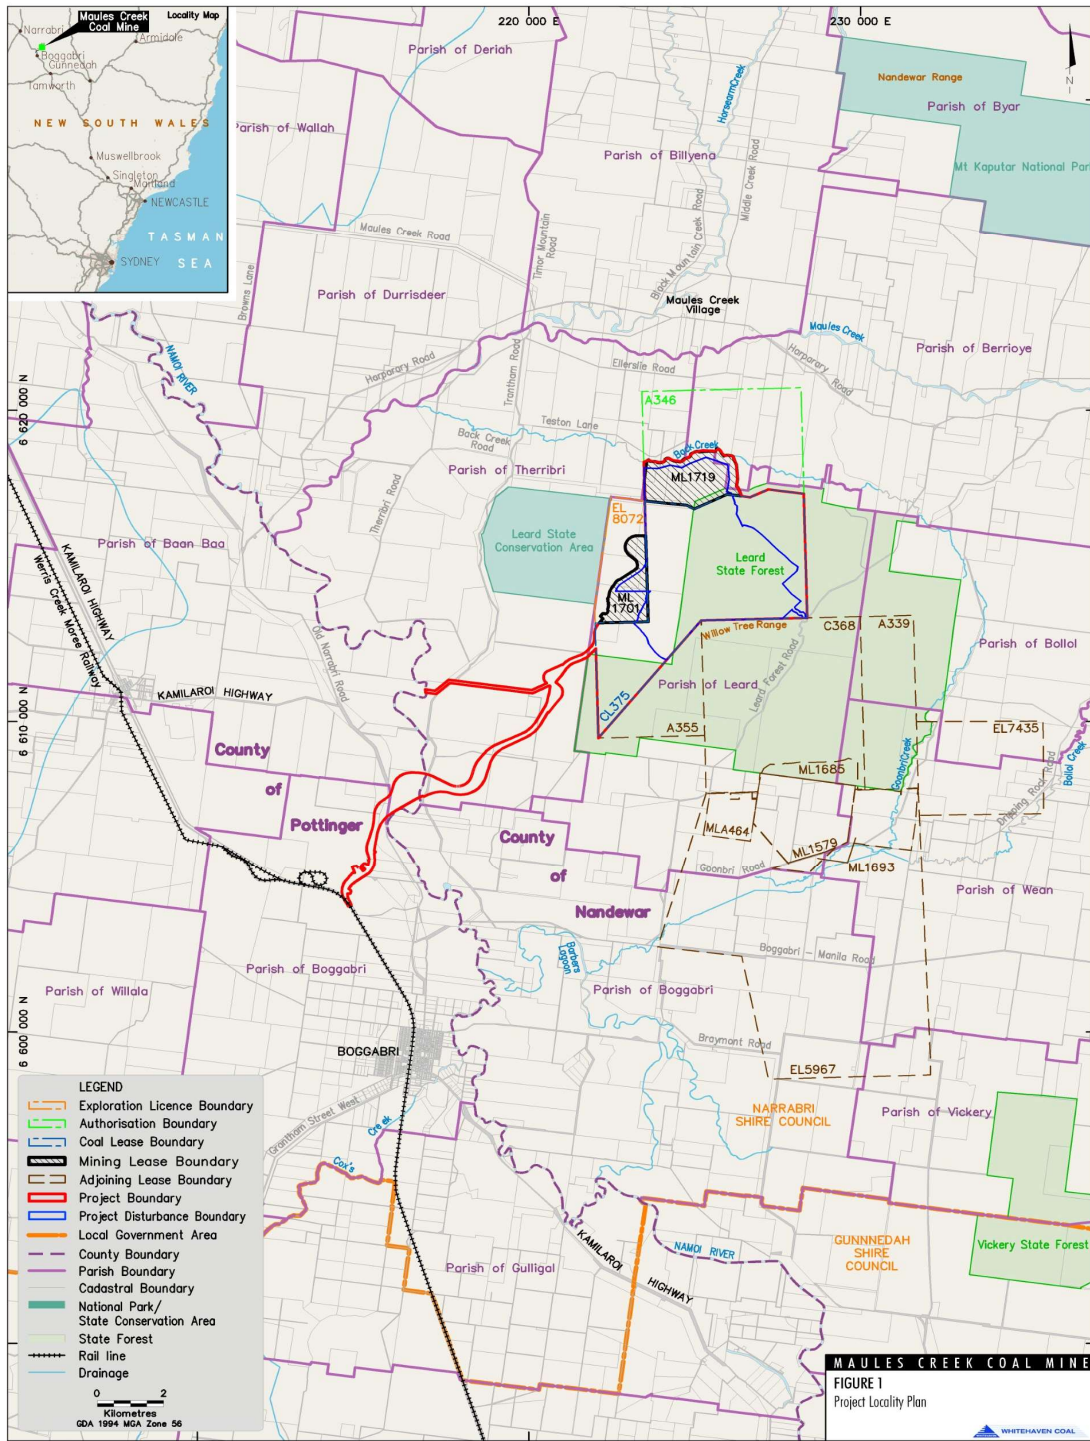 Locality Map
Maules Creek
Coal Mine
Narrabri
Armidale
Boggabri
Gunnedah
Tamworth
NEW SOUTH WALES
Muswellbrook
Singleton
Maitland
NEWCASTLE
TASMAN
SEA
SYDNEY
220 000 E
230 000 E
N
Parish of Deriah
Horsearm Creek
Nandewar Range
Parish of Byar
Parish of Wallah
Parish of Billyena
Middle Creek Road
Mt Kaputar National Park
Maules Creek Road
Timor Mountain
Road
Black Mountain Creek Road
Browns Lane
Parish of Durrisdeer
Maules Creek
Village
Maules Creek
Parish of Berrioye
NAMOI RIVER
Harparary Road
Trantham Road
Ellerslie Road
Harparary Road
6 620 000 N
A346
Teston Lane
Back Creek
Road
Back Creek
Parish of Therribri
ML1719
Therribri Road
EL
8072
Leard State
Conservation Area
Leard
State Forest
Parish of Baan Baa
KAMILAROI HIGHWAY
Werris Creek Moree Railway
ML
1701
Willow Tree Range
C368
A339
Parish of Bollol
Old Narrabri Road
Leard Forest Road
Parish of Leard
KAMILAROI HIGHWAY
CL375
6 610 000 N
A355
EL7435
County
of
Pottinger
Goonbri Creek
Bollol Creek
ML1685
Dripping Rock Road
MLA464
County
of
Nandewar
ML1579
Goonbri Road
ML1693
Parish of Wean
Barbers
Lagoon
Boggabri - Manila Road
Parish of Boggabri
Parish of Willala
Parish of Boggabri
6 600 000 N
Braymont Road
BOGGABRI
EL5967
NARRABRI
SHIRE COUNCIL
Parish of Vickery
Grantham Street West
Cox's
Creek
KAMILAROI
HIGHWAY
NAMOI RIVER
GUNNNEDAH
SHIRE
COUNCIL
Vickery State Forest
Parish of Gulligal
LEGEND
Exploration Licence Boundary
Authorisation Boundary
Coal Lease Boundary
Mining Lease Boundary
Adjoining Lease Boundary
Project Boundary
Project Disturbance Boundary
Local Government Area
County Boundary
Parish Boundary
Cadastral Boundary
National Park/
State Conservation Area
State Forest
Rail line
Drainage
0 2
Kilometres
GDA 1994 MGA Zone 56
MAULES CREEK COAL MINE
FIGURE 1
Project Locality Plan
WHITEHAVEN COAL